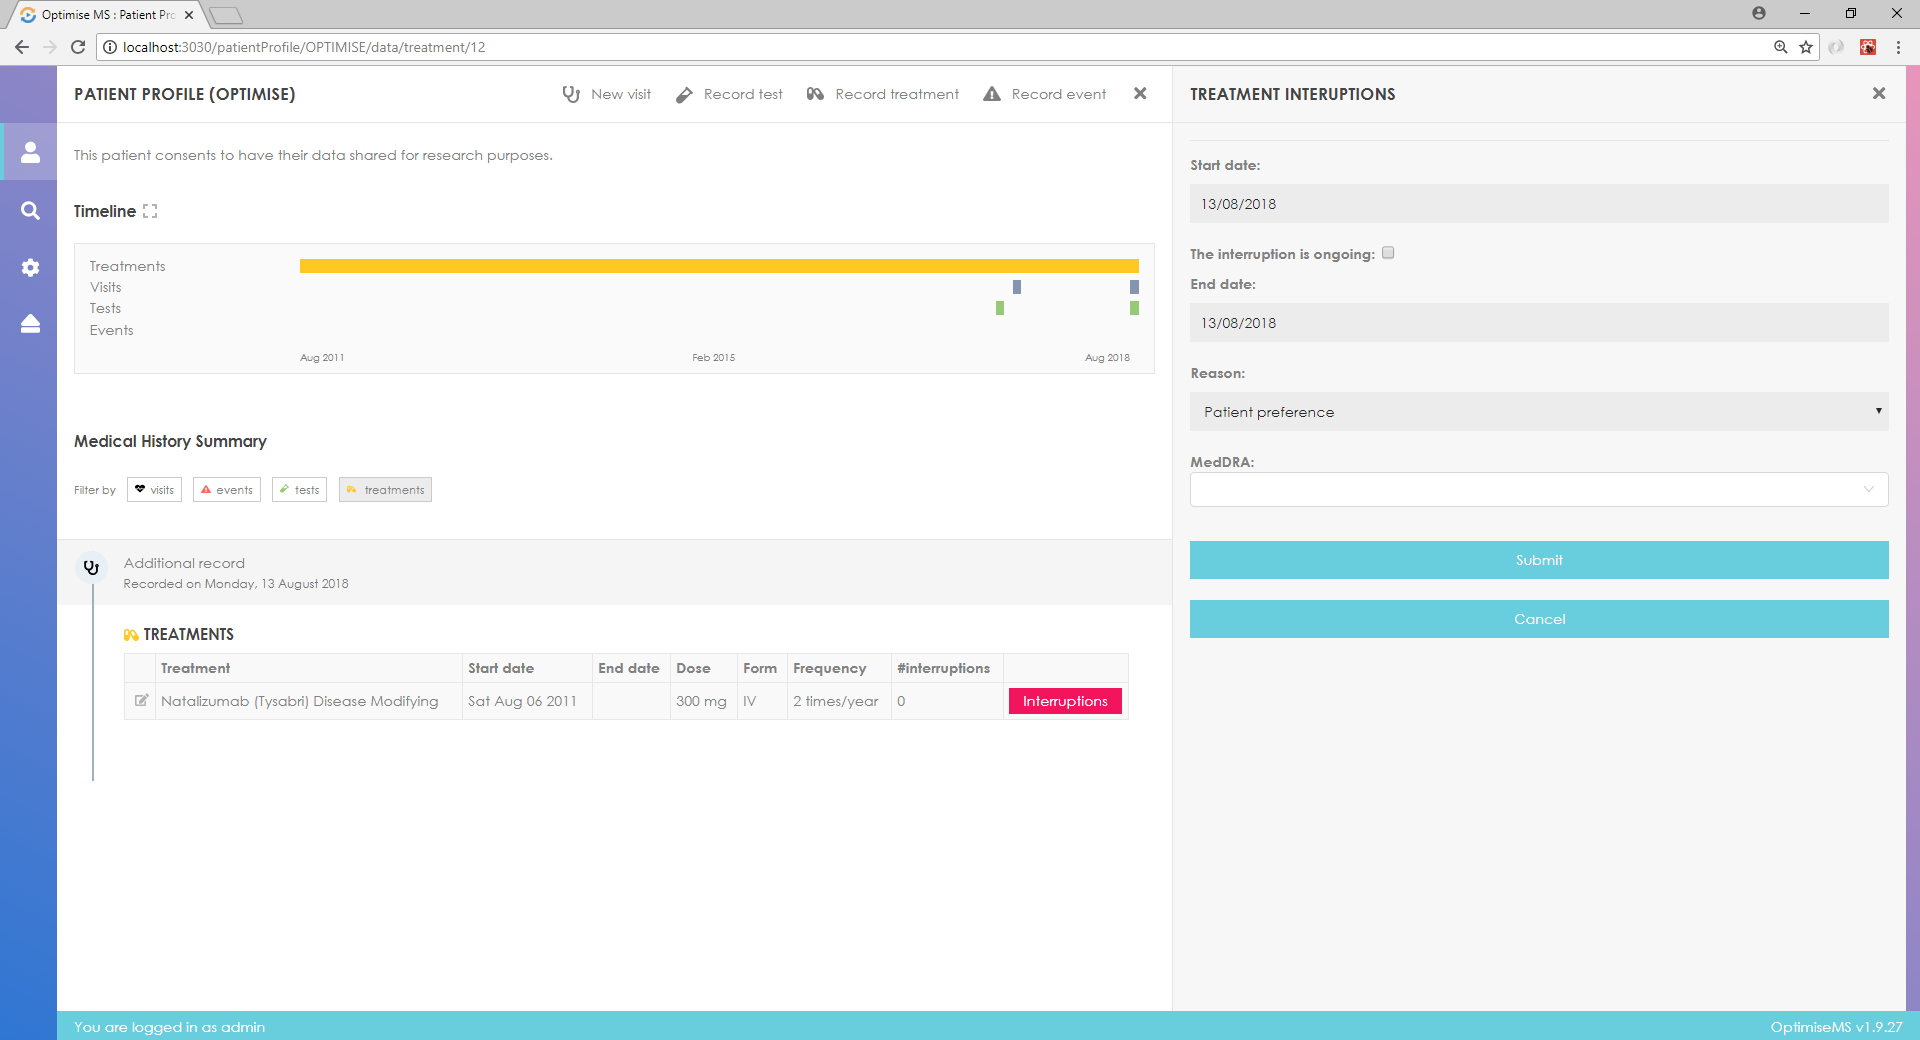 Optimise MS : Patient Pro
localhost:3030/patientProfile/OPTIMISE/data/treatment/12
PATIENT PROFILE (OPTIMISE)
New visit
Record test
Record treatment
Record event
This patient consents to have their data shared for research purposes.
Timeline
Treatments
Visits
Tests
Events
Aug 2011
Feb 2015
Aug 2018
Medical History Summary
Filter by
visits
events
tests
treatments
Additional record
Recorded on Monday, 13 August 2018
TREATMENTS
Treatment Start date End date Dose Form Frequency #interruptions
Natalizumab (Tysabri) Disease Modifying Sat Aug 06 2011 300 mg IV 2 times/year 0 Interruptions
TREATMENT INTERUPTIONS
Start date:
13/08/2018
The interruption is ongoing:
End date:
13/08/2018
Reason:
Patient preference
MedDRA:
Submit
Cancel
You are logged in as admin
OptimiseMS v1.9.27